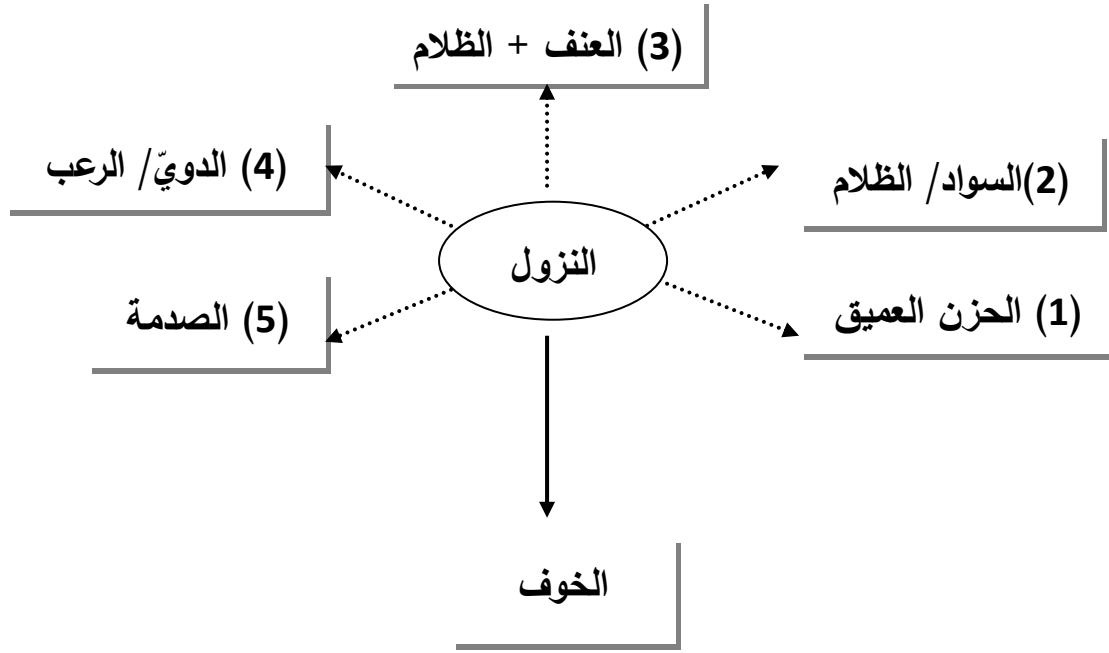 (3) العنف + الظلام
(2)السواد/ الظلام
(4) الدويّ/ الرعب
النزول
(1) الحزن العميق
(5) الصدمة
الخوف